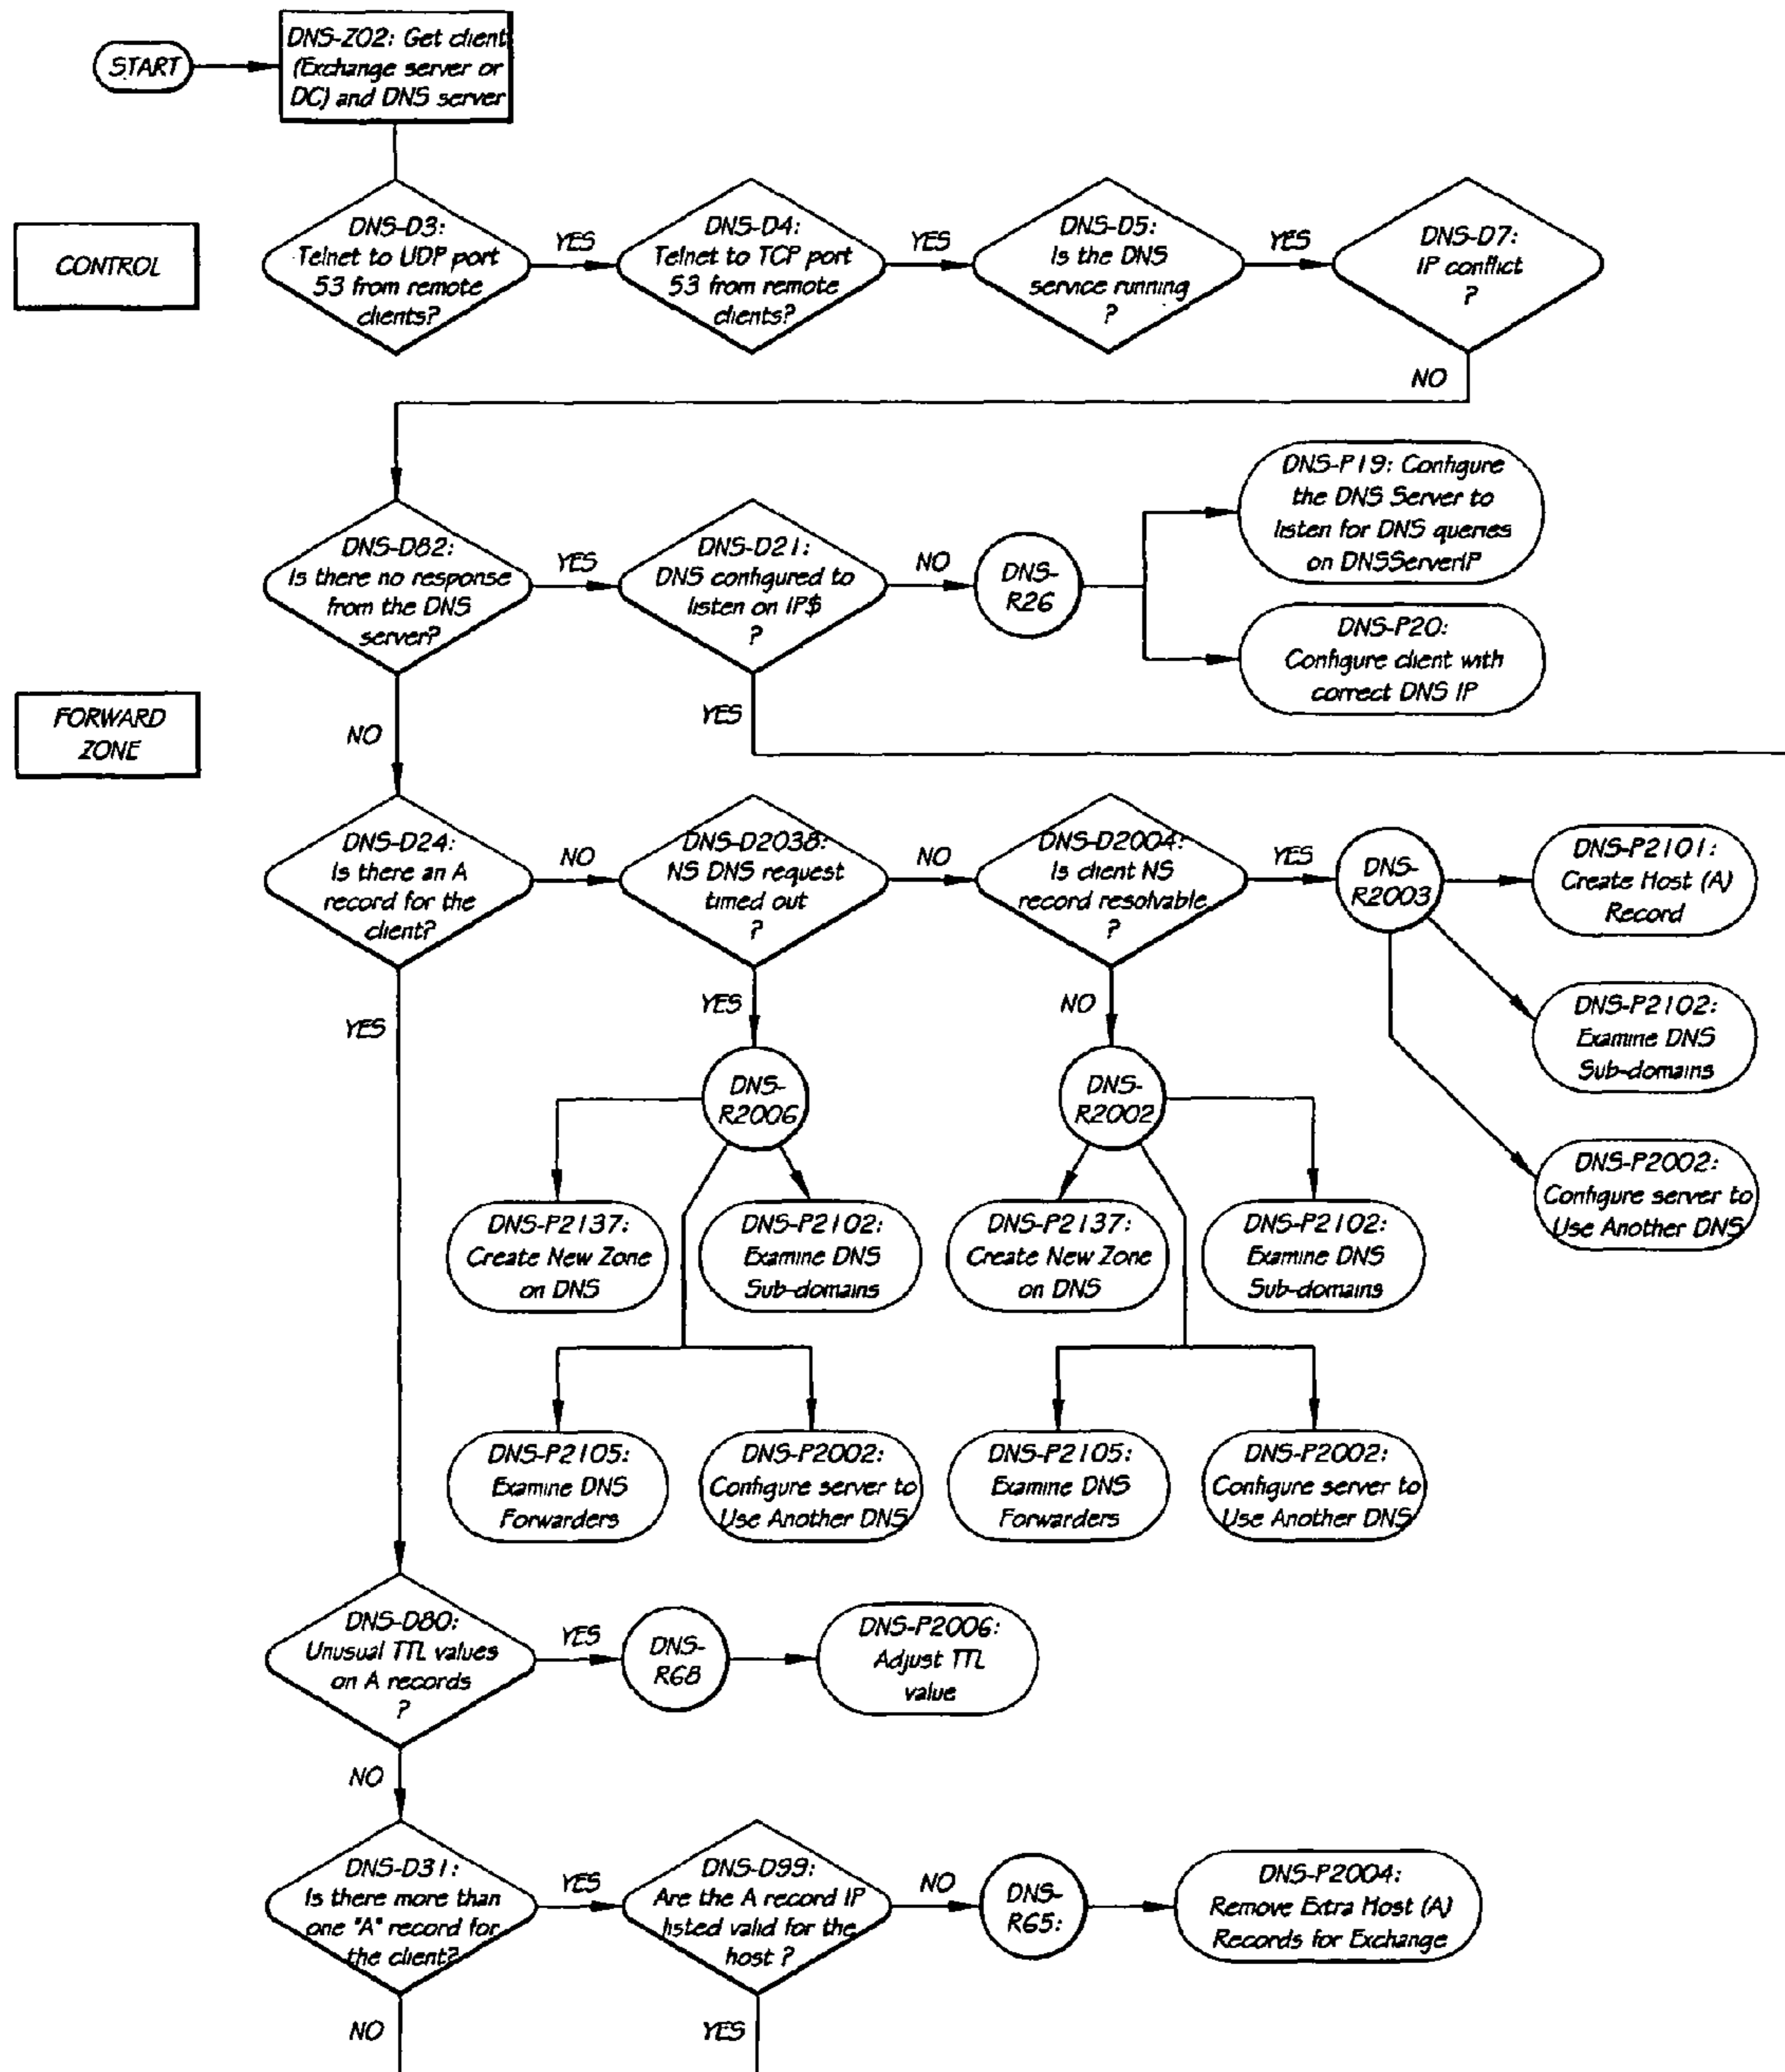 START
DNS-Z02: Get client
(Exchange server or
DC) and DNS server
CONTROL
DNS-D3:
Telnet to UDP port
53 from remote
clients?
YES
DNS-D4:
Telnet to TCP port
53 from remote
clients?
YES
DNS-D5:
Is the DNS
service running
?
YES
DNS-D7:
IP conflict
?
NO
DNS-D82:
Is there no response
from the DNS
server?
YES
DNS-D21:
DNS configured to
listen on IP$
?
NO
DNS-
R26
DNS-P19: Configure
the DNS Server to
listen for DNS queries
on DNSServerIP
DNS-P20:
Configure client with
correct DNS IP
FORWARD
ZONE
NO
YES
DNS-D24:
Is there an A
record for the
client?
NO
DNS-D2038:
NS DNS request
timed out
?
NO
DNS-D2004:
Is client NS
record resolvable
?
YES
DNS-
R2003
DNS-P2101:
Create Host (A)
Record
DNS-P2102:
Examine DNS
Sub-domains
DNS-P2002:
Configure server to
Use Another DNS
YES
YES
NO
DNS-
R2006
DNS-
R2002
DNS-P2137:
Create New Zone
on DNS
DNS-P2102:
Examine DNS
Sub-domains
DNS-P2137:
Create New Zone
on DNS
DNS-P2102:
Examine DNS
Sub-domains
DNS-P2105:
Examine DNS
Forwarders
DNS-P2002:
Configure server to
Use Another DNS
DNS-P2105:
Examine DNS
Forwarders
DNS-P2002:
Configure server to
Use Another DNS
DNS-D80:
Unusual TTL values
on A records
?
YES
DNS-
R68
DNS-P2006:
Adjust TTL
value
NO
DNS-D31:
Is there more than
one "A" record for
the client?
YES
DNS-D99:
Are the A record IP
listed valid for the
host ?
NO
DNS-
R65:
DNS-P2004:
Remove Extra Host (A)
Records for Exchange
NO
YES